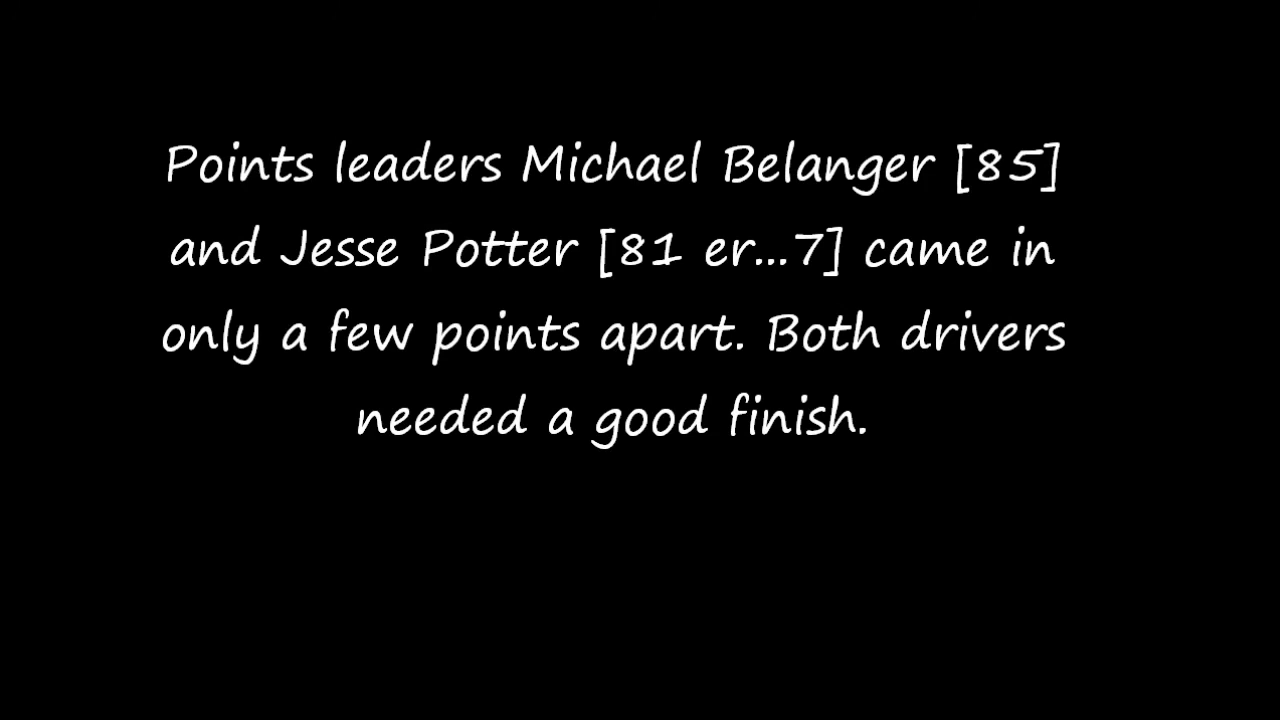 Points leaders Michael Belanger [85]
and Jesse Potter [81 er...7] came in
only a few points apart. Both drivers
needed a good finish.